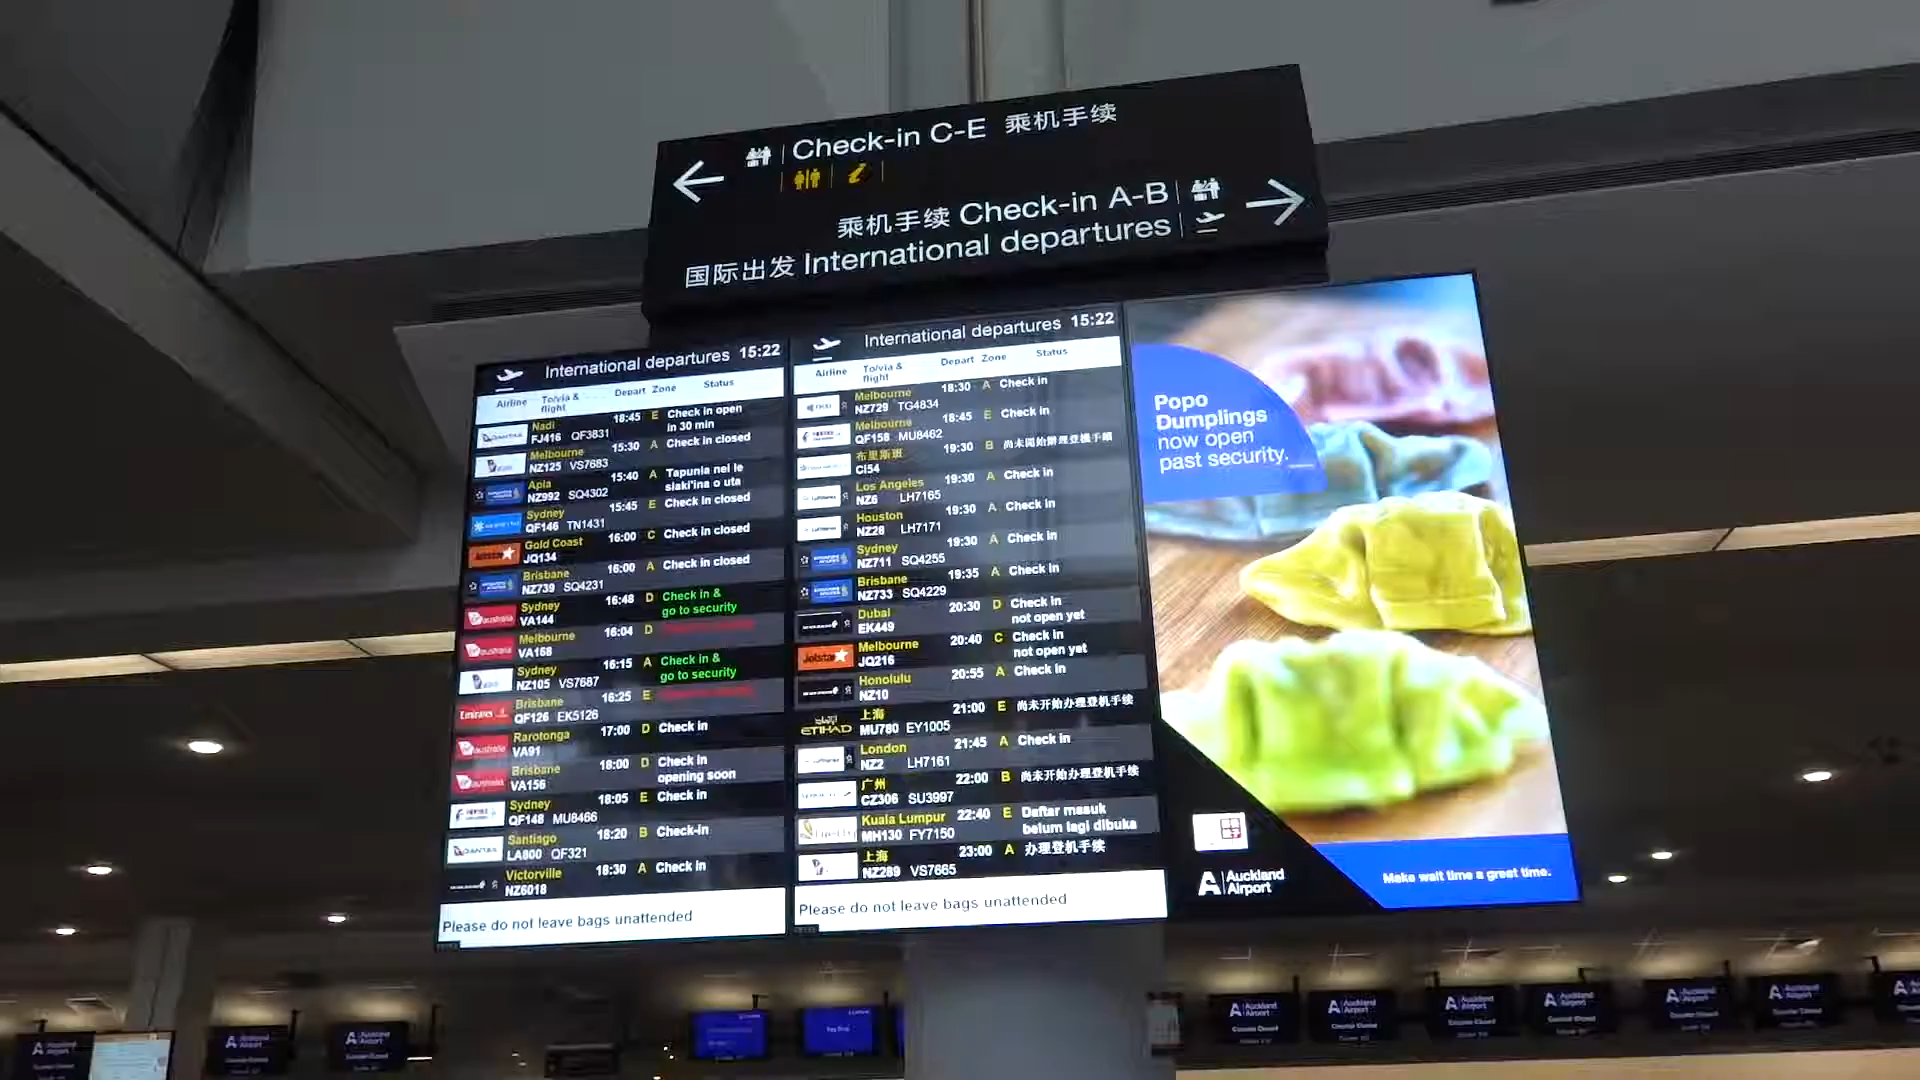 Check-in C-E 乘机手续
乘机手续 Check-in A-B
国际出发 International departures
International departures 15:22
Airline To/via & flight Depart Zone Status
Nadi 18:45 E Check in open in 30 min
FJ416 QF3831
Melbourne 15:30 A Check in closed
NZ125 VS7683
Apia 15:40 A Tapunia nei le siaki'ina o uta
NZ992 SQ4302
Sydney 15:45 E Check in closed
QF146 TN1431
Gold Coast 16:00 C Check in closed
JQ134
Brisbane 16:00 A Check in closed
NZ739 SQ4231
Sydney 16:48 D Check in & go to security
VA144
Melbourne 16:04 D
VA168
Sydney 16:15 A Check in & go to security
NZ105 VS7687
Brisbane 16:25 E
QF126 EK5126
Rarotonga 17:00 D Check in
VA91
Brisbane 18:00 D Check in opening soon
VA156
Sydney 18:05 E Check in
QF148 MU8466
Santiago 18:20 B Check-in
LA800 QF321
Victorville 18:30 A Check in
NZ6018
Please do not leave bags unattended
International departures 15:22
Airline To/via & flight Depart Zone Status
Melbourne 18:30 A Check in
NZ729 TG4834
Melbourne 18:45 E Check in
QF158 MU8462
布里斯班 19:30 B 尚未開始辦理登機手續
CI54
Los Angeles 19:30 A Check in
NZ6 LH7165
Houston 19:30 A Check in
NZ28 LH7171
Sydney 19:30 A Check in
NZ711 SQ4255
Brisbane 19:35 A Check in
NZ733 SQ4229
Dubai 20:30 D Check in not open yet
EK449
Melbourne 20:40 C Check in not open yet
JQ216
Honolulu 20:55 A Check in
NZ10
上海 21:00 E 尚未开始办理登机手续
MU780 EY1005
London 21:45 A Check in
NZ2 LH7161
广州 22:00 B 尚未开始办理登机手续
CZ306 SU3997
Kuala Lumpur 22:40 E Daftar masuk belum lagi dibuka
MH130 FY7150
上海 23:00 A 办理登机手续
NZ289 VS7665
Please do not leave bags unattended
Popo
Dumplings
now open
past security.
Auckland
Airport
Make wait time a great time.